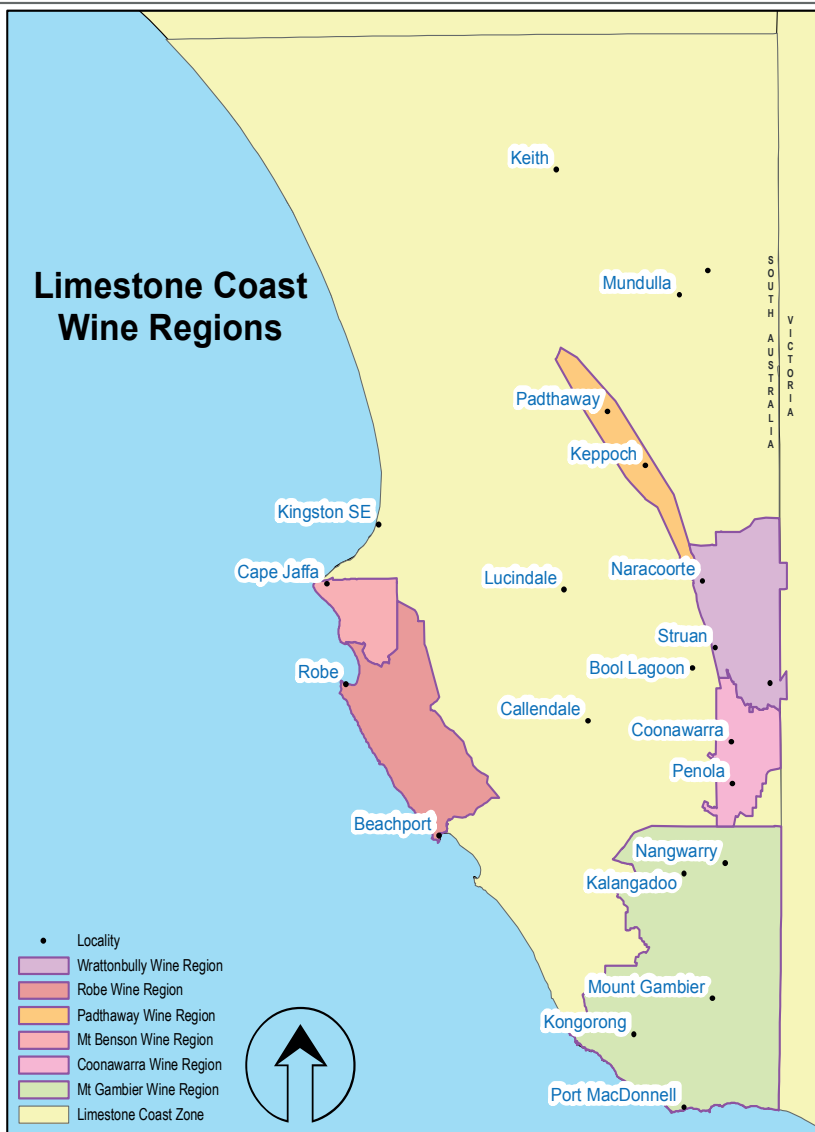 Keith
Limestone Coast
Wine Regions
Mundulla
SOUTH AUSTRALIA
VICTORIA
Padthaway
Keppoch
Kingston SE
Cape Jaffa
Lucindale
Naracoorte
Struan
Bool Lagoon
Robe
Callendale
Coonawarra
Penola
Beachport
Nangwarry
Kalangadoo
Mount Gambier
Kongorong
Port MacDonnell
Locality
Wrattonbully Wine Region
Robe Wine Region
Padthaway Wine Region
Mt Benson Wine Region
Coonawarra Wine Region
Mt Gambier Wine Region
Limestone Coast Zone